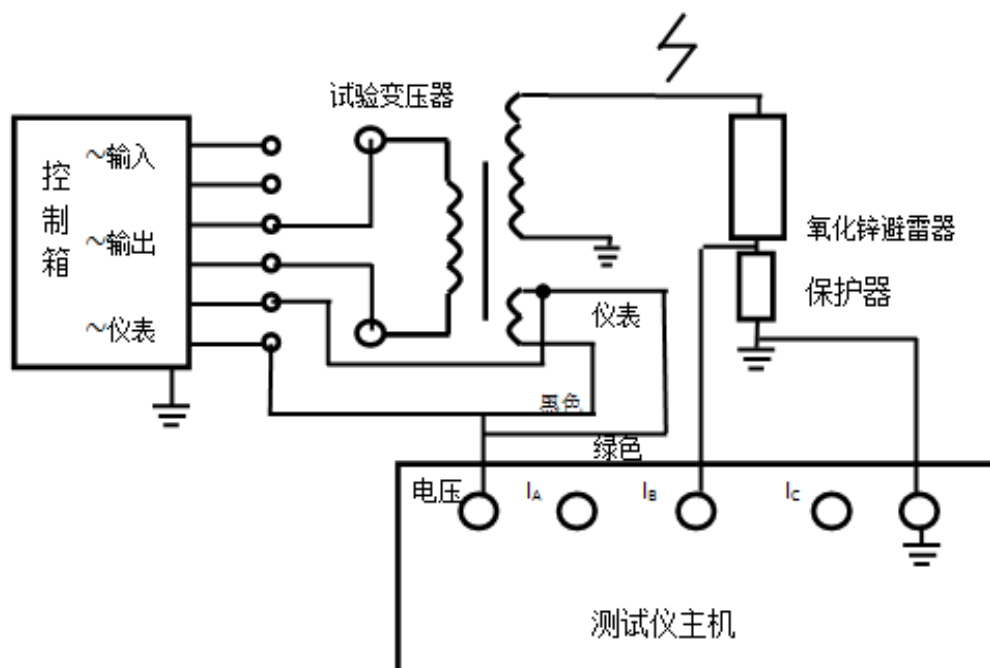 试验变压器
控制箱
~输入
~输出
~仪表
氧化锌避雷器
保护器
仪表
黑色
绿色
电压
IA
IB
IC
测试仪主机